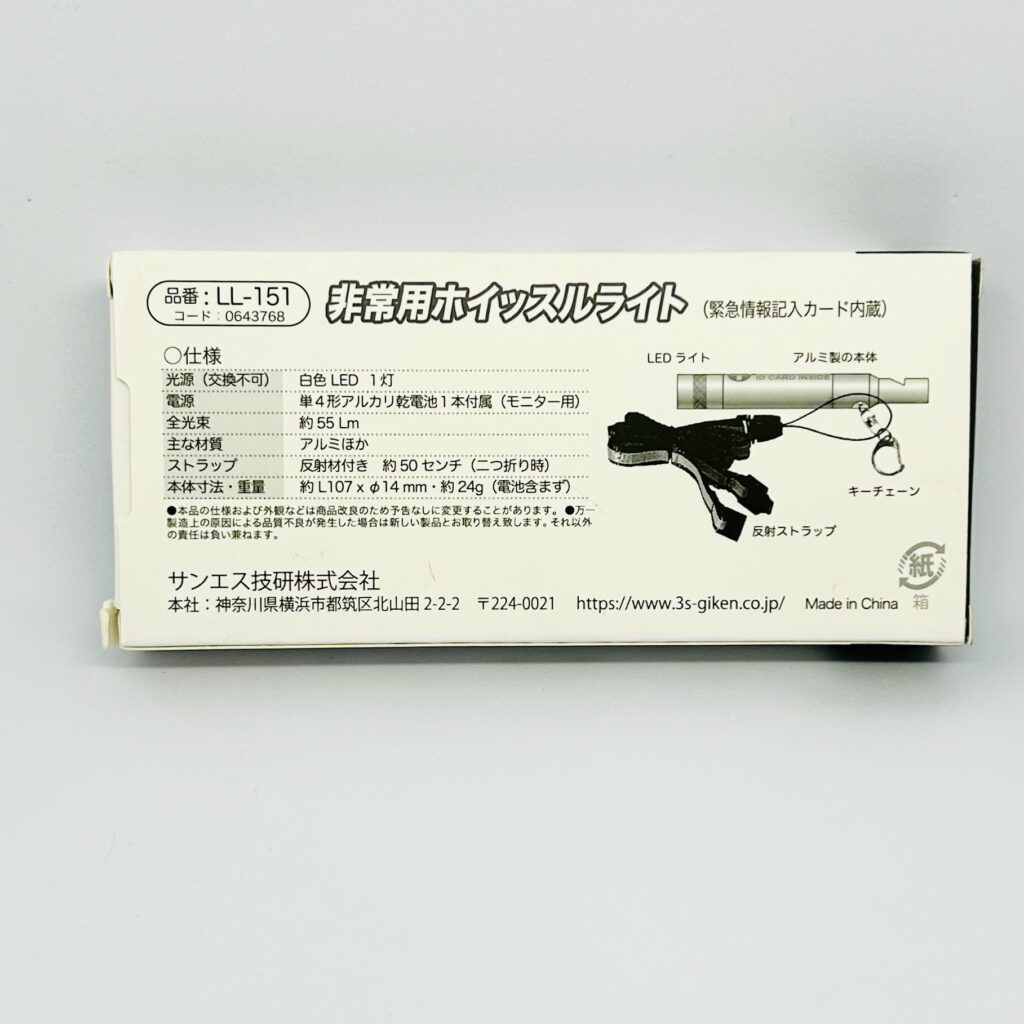 品番：LL-151
コード：0643768
非常用ホイッスルライト（緊急情報記入カード内蔵）
○仕様
光源（交換不可） 白色 LED 1灯
電源 単４形アルカリ乾電池１本付属（モニター用）
全光束 約 55 Lm
主な材質 アルミほか
ストラップ 反射材付き 約 50 センチ（二つ折り時）
本体寸法・重量 約 L107 x φ14 mm・約 24g（電池含まず）
●本品の仕様および外観などは商品改良のため予告なしに変更することがあります。●万一
製造上の原因による品質不良が発生した場合は新しい製品とお取り替え致します。それ以外
の責任は負い兼ねます。
LED ライト
アルミ製の本体
ID CARD INSIDE
キーチェーン
反射ストラップ
サンエス技研株式会社
本社：神奈川県横浜市都筑区北山田 2-2-2 〒224-0021 https://www.3s-giken.co.jp/ Made in China
紙
箱